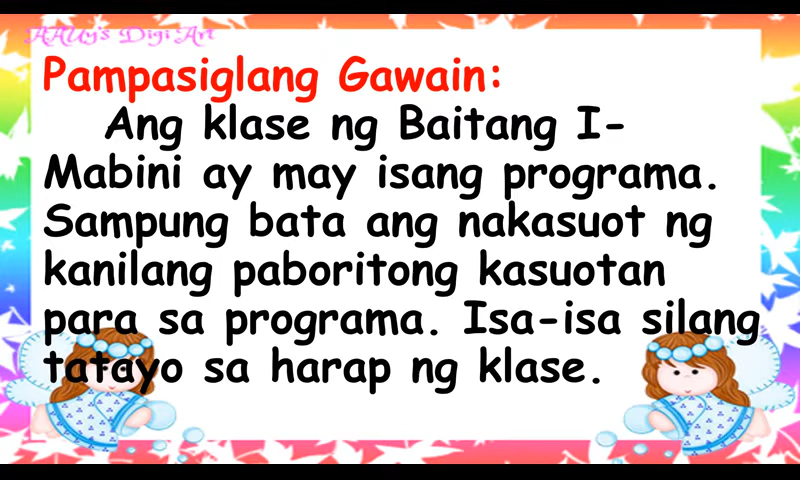 AAUy's Digi Art
Pampasiglang Gawain:
Ang klase ng Baitang I-
Mabini ay may isang programa.
Sampung bata ang nakasuot ng
kanilang paboritong kasuotan
para sa programa. Isa-isa silang
tatayo sa harap ng klase.